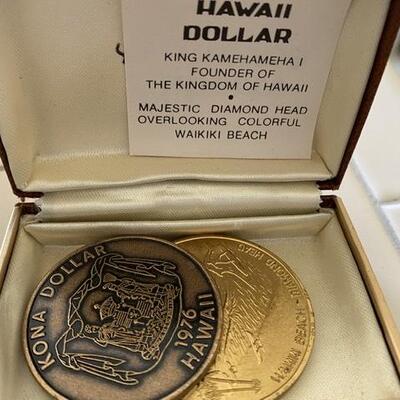 HAWAII
DOLLAR
KING KAMEHAMEHA I
FOUNDER OF
THE KINGDOM OF HAWAII
•
MAJESTIC DIAMOND HEAD
OVERLOOKING COLORFUL
WAIKIKI BEACH
KONA DOLLAR
1976
HAWAII
WAIKIKI BEACH - DIAMOND HEAD